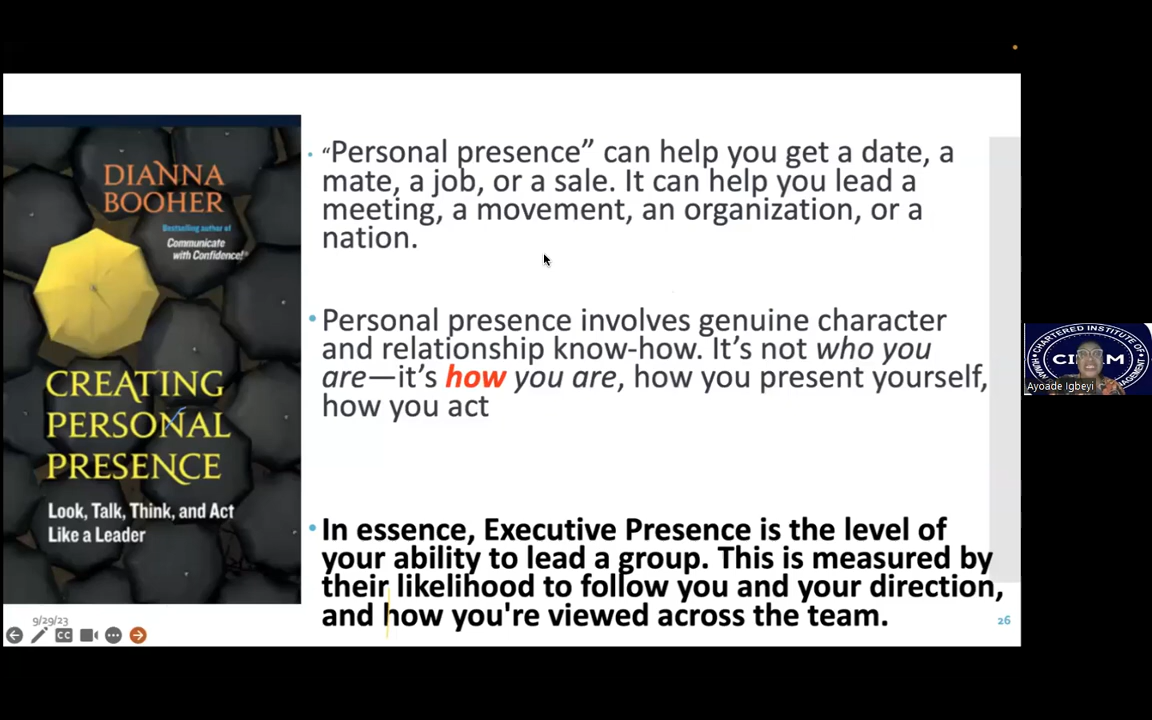 DIANNA
BOOHER
Bestselling author of
Communicate
with Confidence!®
CREATING
PERSONAL
PRESENCE
Look, Talk, Think, and Act
Like a Leader
• “Personal presence” can help you get a date, a
mate, a job, or a sale. It can help you lead a
meeting, a movement, an organization, or a
nation.
• Personal presence involves genuine character
and relationship know-how. It’s not who you
are—it’s how you are, how you present yourself,
how you act
• In essence, Executive Presence is the level of
your ability to lead a group. This is measured by
their likelihood to follow you and your direction,
and how you're viewed across the team.
9/29/23
CC
26
CHARTERED INSTITUTE OF
Ayoade Igbeyi